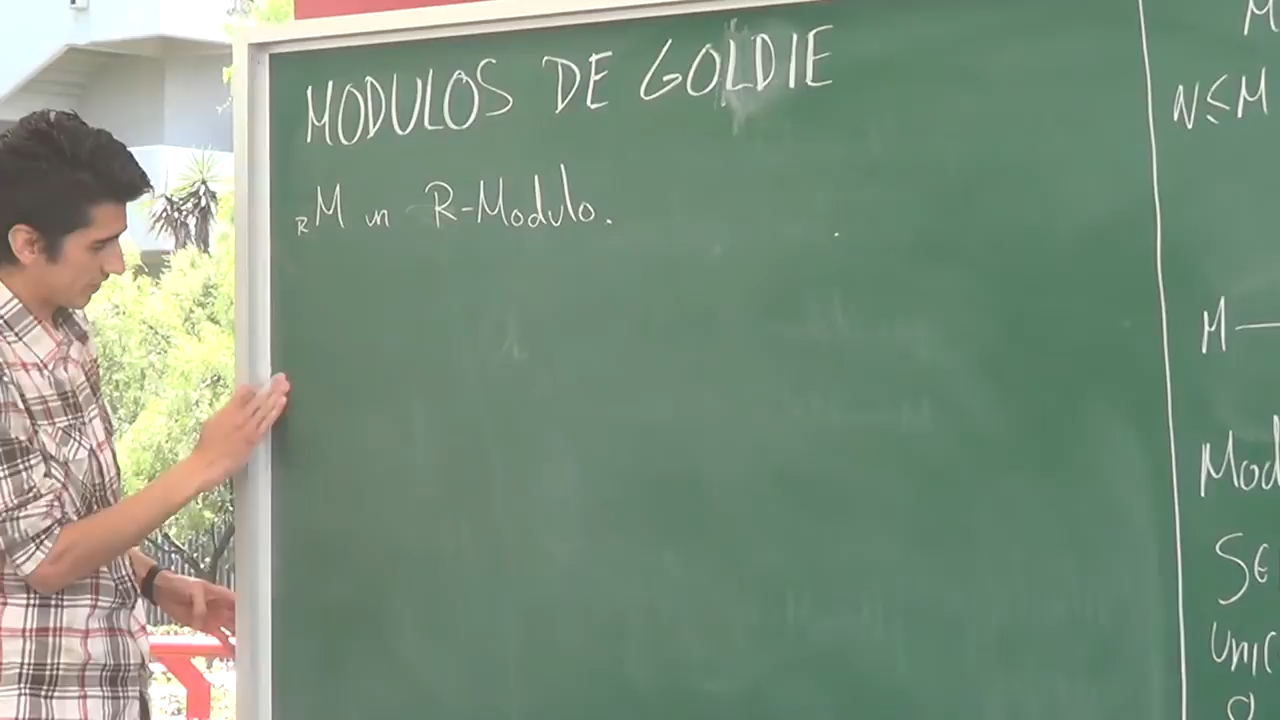 MODULOS DE GOLDIE
RM un R-Modulo.
M
N≤M
M —
Mod
SE
UNIC